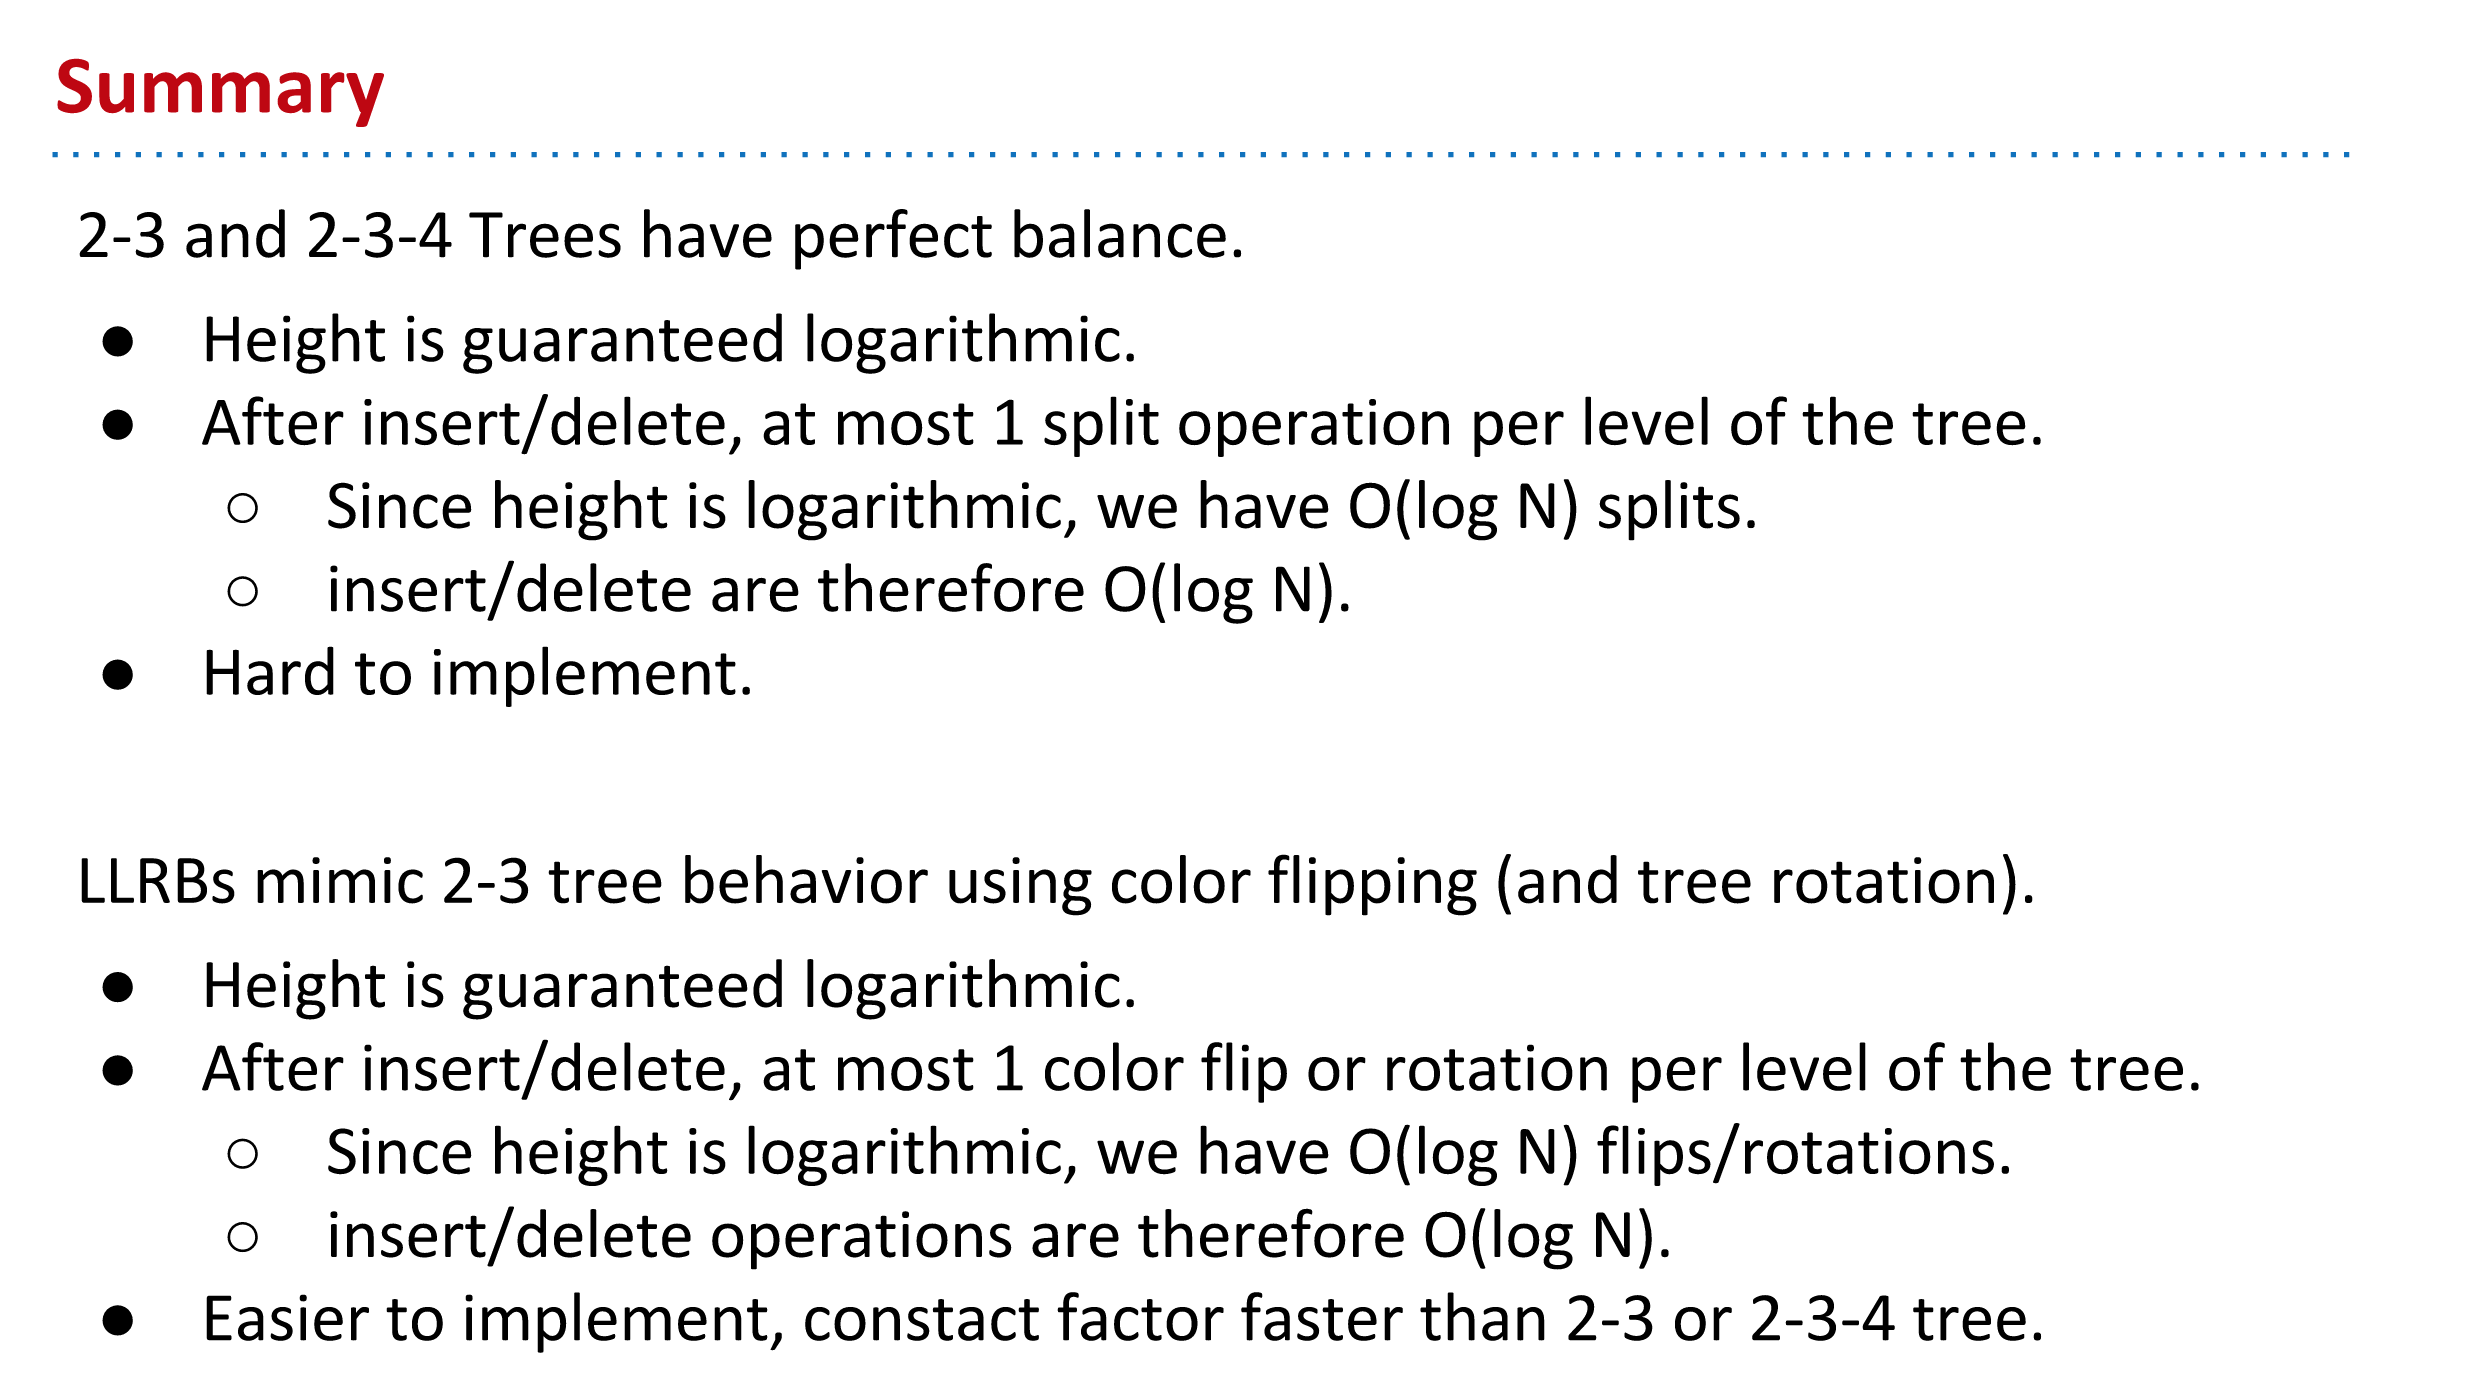 Summary
2-3 and 2-3-4 Trees have perfect balance.
● Height is guaranteed logarithmic.
● After insert/delete, at most 1 split operation per level of the tree.
○ Since height is logarithmic, we have O(log N) splits.
○ insert/delete are therefore O(log N).
● Hard to implement.
LLRBs mimic 2-3 tree behavior using color flipping (and tree rotation).
● Height is guaranteed logarithmic.
● After insert/delete, at most 1 color flip or rotation per level of the tree.
○ Since height is logarithmic, we have O(log N) flips/rotations.
○ insert/delete operations are therefore O(log N).
● Easier to implement, constact factor faster than 2-3 or 2-3-4 tree.